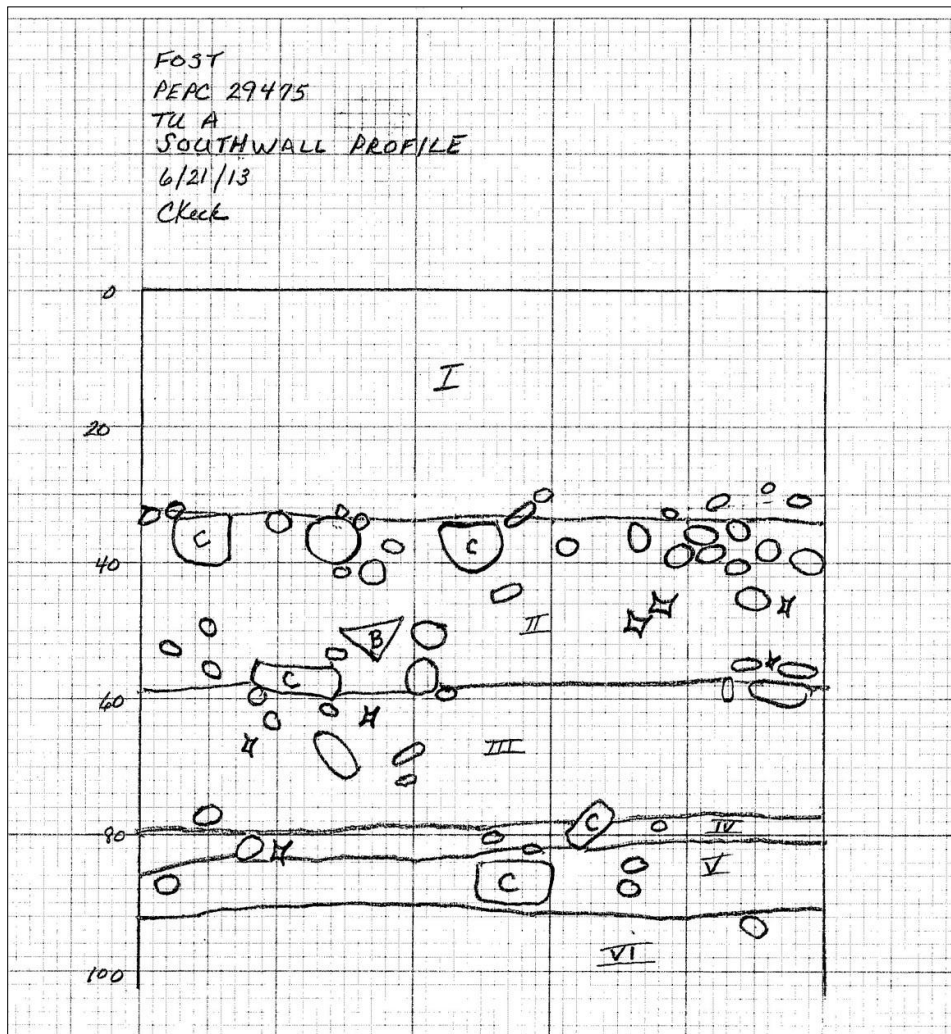 FOST
PEPC 29475
TU A
SOUTHWALL PROFILE
6/21/13
CKeck
0
I
20
C
C
40
II
B
C
60
III
C
80
IV
V
C
VI
100